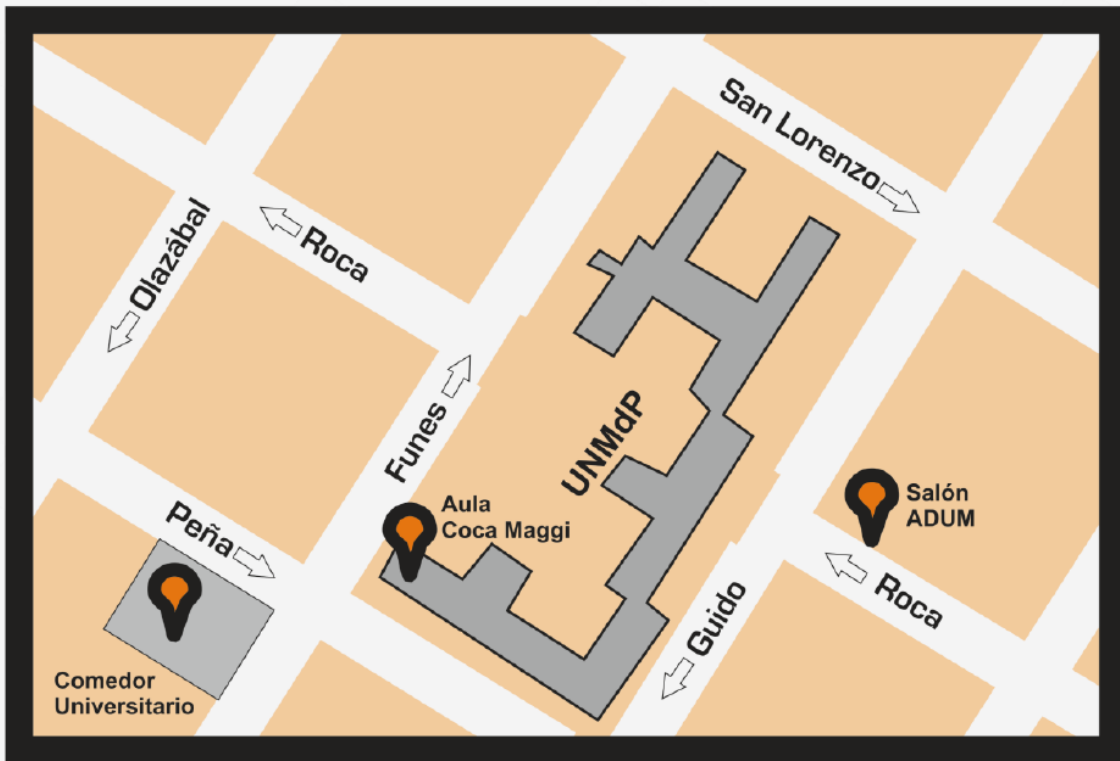 San Lorenzo
Olazábal
Roca
Funes
UNMdP
Aula
Coca Maggi
Salón
ADUM
Peña
Roca
Guido
Comedor
Universitario